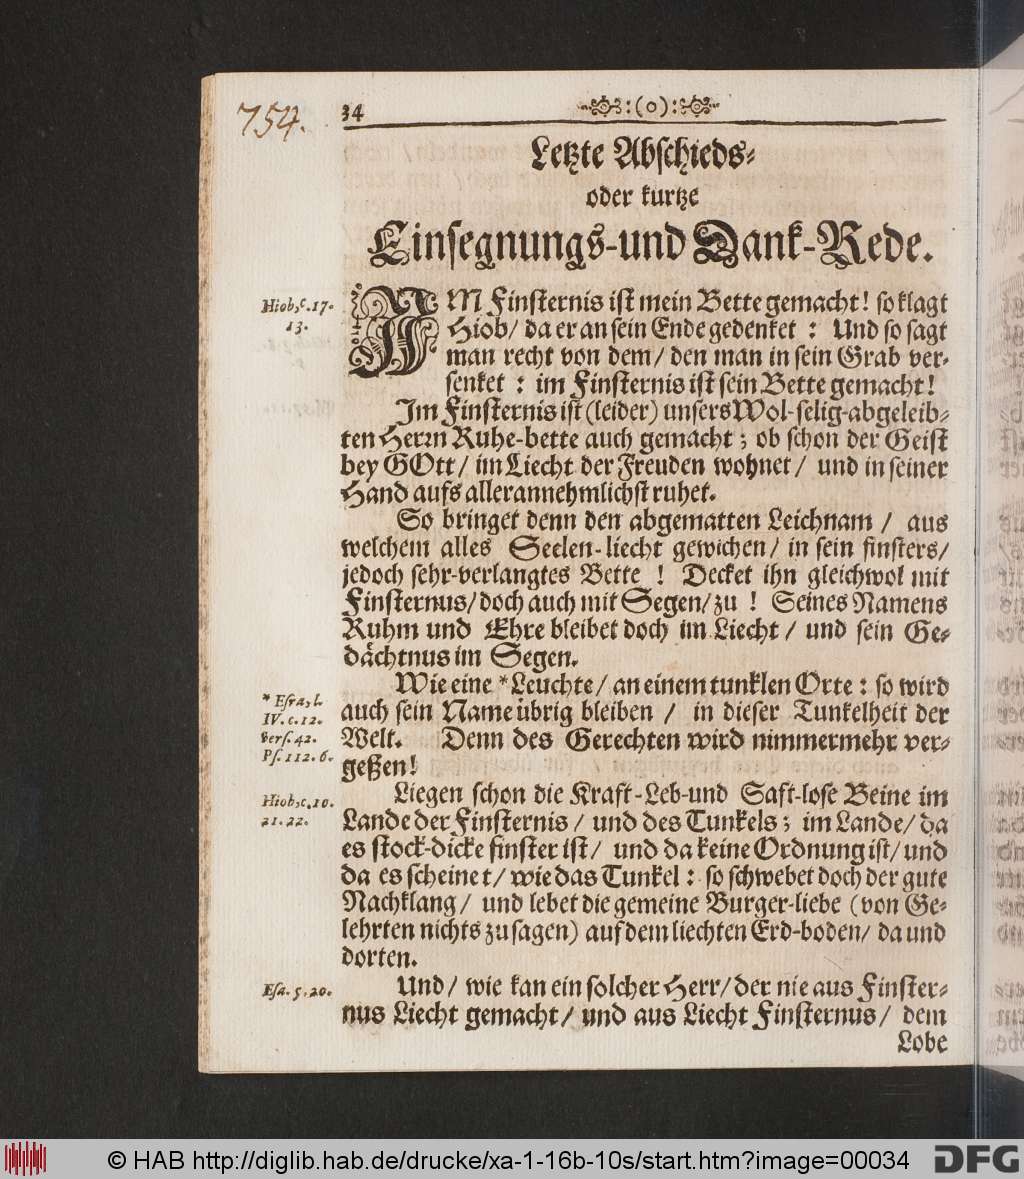 754.
34
:(o):
Letzte Abschieds-
oder kurtze
Einsegnungs-und Dank-Rede.
Hiob, c. 17.
13.
IM Finsternis ist mein Bette gemacht! so klagt
Hiob/ da er an sein Ende gedenket : Und so sagt
man recht von dem/ den man in sein Grab ver-
senket : im Finsternis ist sein Bette gemacht!
Im Finsternis ist (leider) unsers Wol-selig-abgeleib-
ten Herrn Ruhe-bette auch gemacht; ob schon der Geist
bey GOtt/ im Liecht der Freuden wohnet/ und in seiner
Hand aufs allerannehmlichst ruhet.
So bringet denn den abgematten Leichnam / aus
welchem alles Seelen-liecht gewichen/ in sein finsters/
jedoch sehr-verlangtes Bette ! Decket ihn gleichwol mit
Finsternus/ doch auch mit Segen/ zu ! Seines Namens
Ruhm und Ehre bleibet doch im Liecht / und sein Ge-
dächtnus im Segen.
* Esra, l.
IV. c. 12.
vers. 42.
Ps. 112. 6.
Wie eine *Leuchte/ an einem tunklen Orte : so wird
auch sein Name übrig bleiben / in dieser Tunkelheit der
Welt. Denn des Gerechten wird nimmermehr ver-
geßen!
Hiob, c. 10.
21. 22.
Liegen schon die Kraft-Leb-und Saft-lose Beine im
Lande der Finsternis / und des Tunkels; im Lande/ da
es stock-dicke finster ist/ und da keine Ordnung ist/ und
da es scheinet/ wie das Tunkel : so schwebet doch der gute
Nachklang/ und lebet die gemeine Burger-liebe (von Ge-
lehrten nichts zu sagen) auf dem liechten Erd-boden/ da und
dorten.
Esa. 5. 20.
Und/ wie kan ein solcher Herr/ der nie aus Finster-
nus Liecht gemacht/ und aus Liecht Finsternus/ dem
Lobe
© HAB http://diglib.hab.de/drucke/xa-1-16b-10s/start.htm?image=00034
DFG